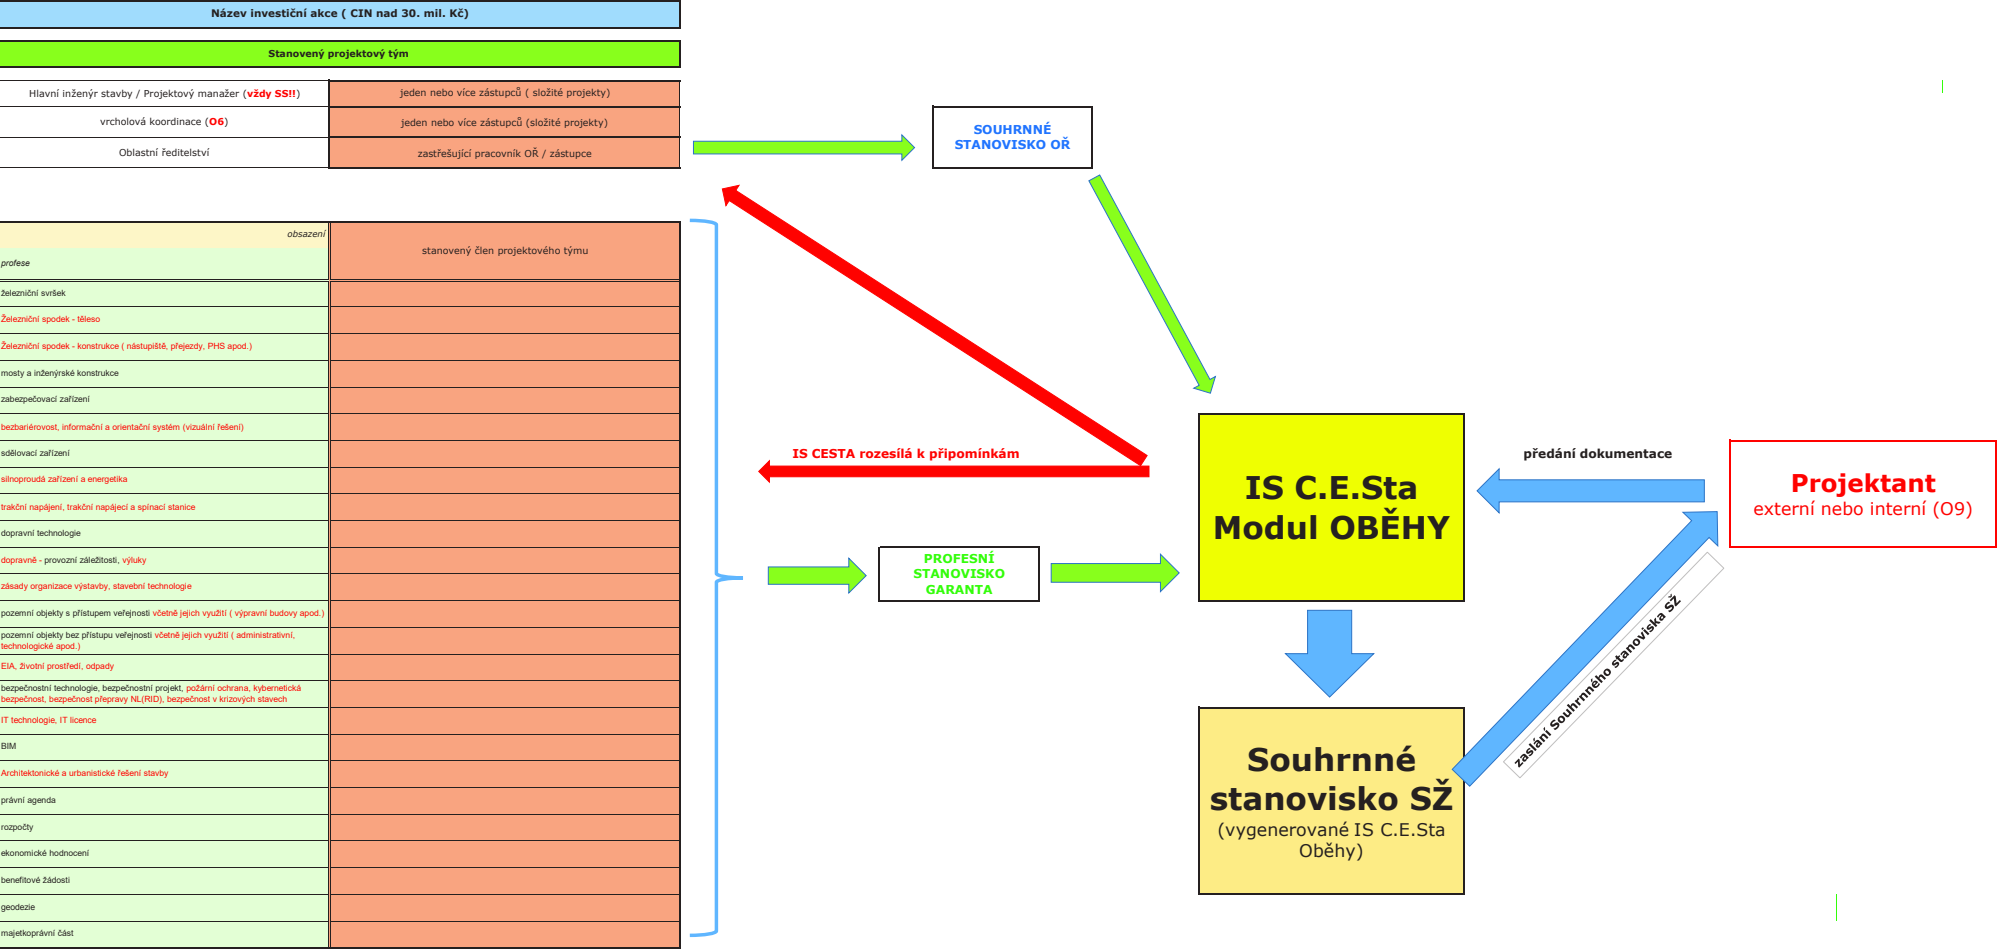 Název investiční akce ( CIN nad 30. mil. Kč)
Stanovený projektový tým
Hlavní inženýr stavby / Projektový manažer (vždy SS!!)
jeden nebo více zástupců ( složité projekty)
vrcholová koordinace (O6)
jeden nebo více zástupců (složité projekty)
Oblastní ředitelství
zastřešující pracovník OŘ / zástupce
SOUHRNNÉ
STANOVISKO OŘ
obsazení
profese
stanovený člen projektového týmu
železniční svršek
Železniční spodek - těleso
Železniční spodek - konstrukce ( nástupiště, přejezdy, PHS apod.)
mosty a inženýrské konstrukce
zabezpečovací zařízení
bezbariérovost, informační a orientační systém (vizuální řešení)
sdělovací zařízení
silnoproudá zařízení a energetika
trakční napájení, trakční napájecí a spínací stanice
dopravní technologie
dopravně - provozní záležitosti, výluky
zásady organizace výstavby, stavební technologie
pozemní objekty s přístupem veřejnosti včetně jejich využití ( výpravní budovy apod.)
pozemní objekty bez přístupu veřejnosti včetně jejich využití ( administrativní,
technologické apod.)
EIA, životní prostředí, odpady
bezpečnostní technologie, bezpečnostní projekt, požární ochrana, kybernetická
bezpečnost, bezpečnost přepravy NL(RID), bezpečnost v krizových stavech
IT technologie, IT licence
BIM
Architektonické a urbanistické řešení stavby
právní agenda
rozpočty
ekonomické hodnocení
benefitové žádosti
geodezie
majetkoprávní část
IS CESTA rozesílá k připomínkám
PROFESNÍ
STANOVISKO
GARANTA
IS C.E.Sta
Modul OBĚHY
předání dokumentace
Projektant
externí nebo interní (O9)
zaslání Souhrnného stanoviska SŽ
Souhrnné
stanovisko SŽ
(vygenerované IS C.E.Sta
Oběhy)